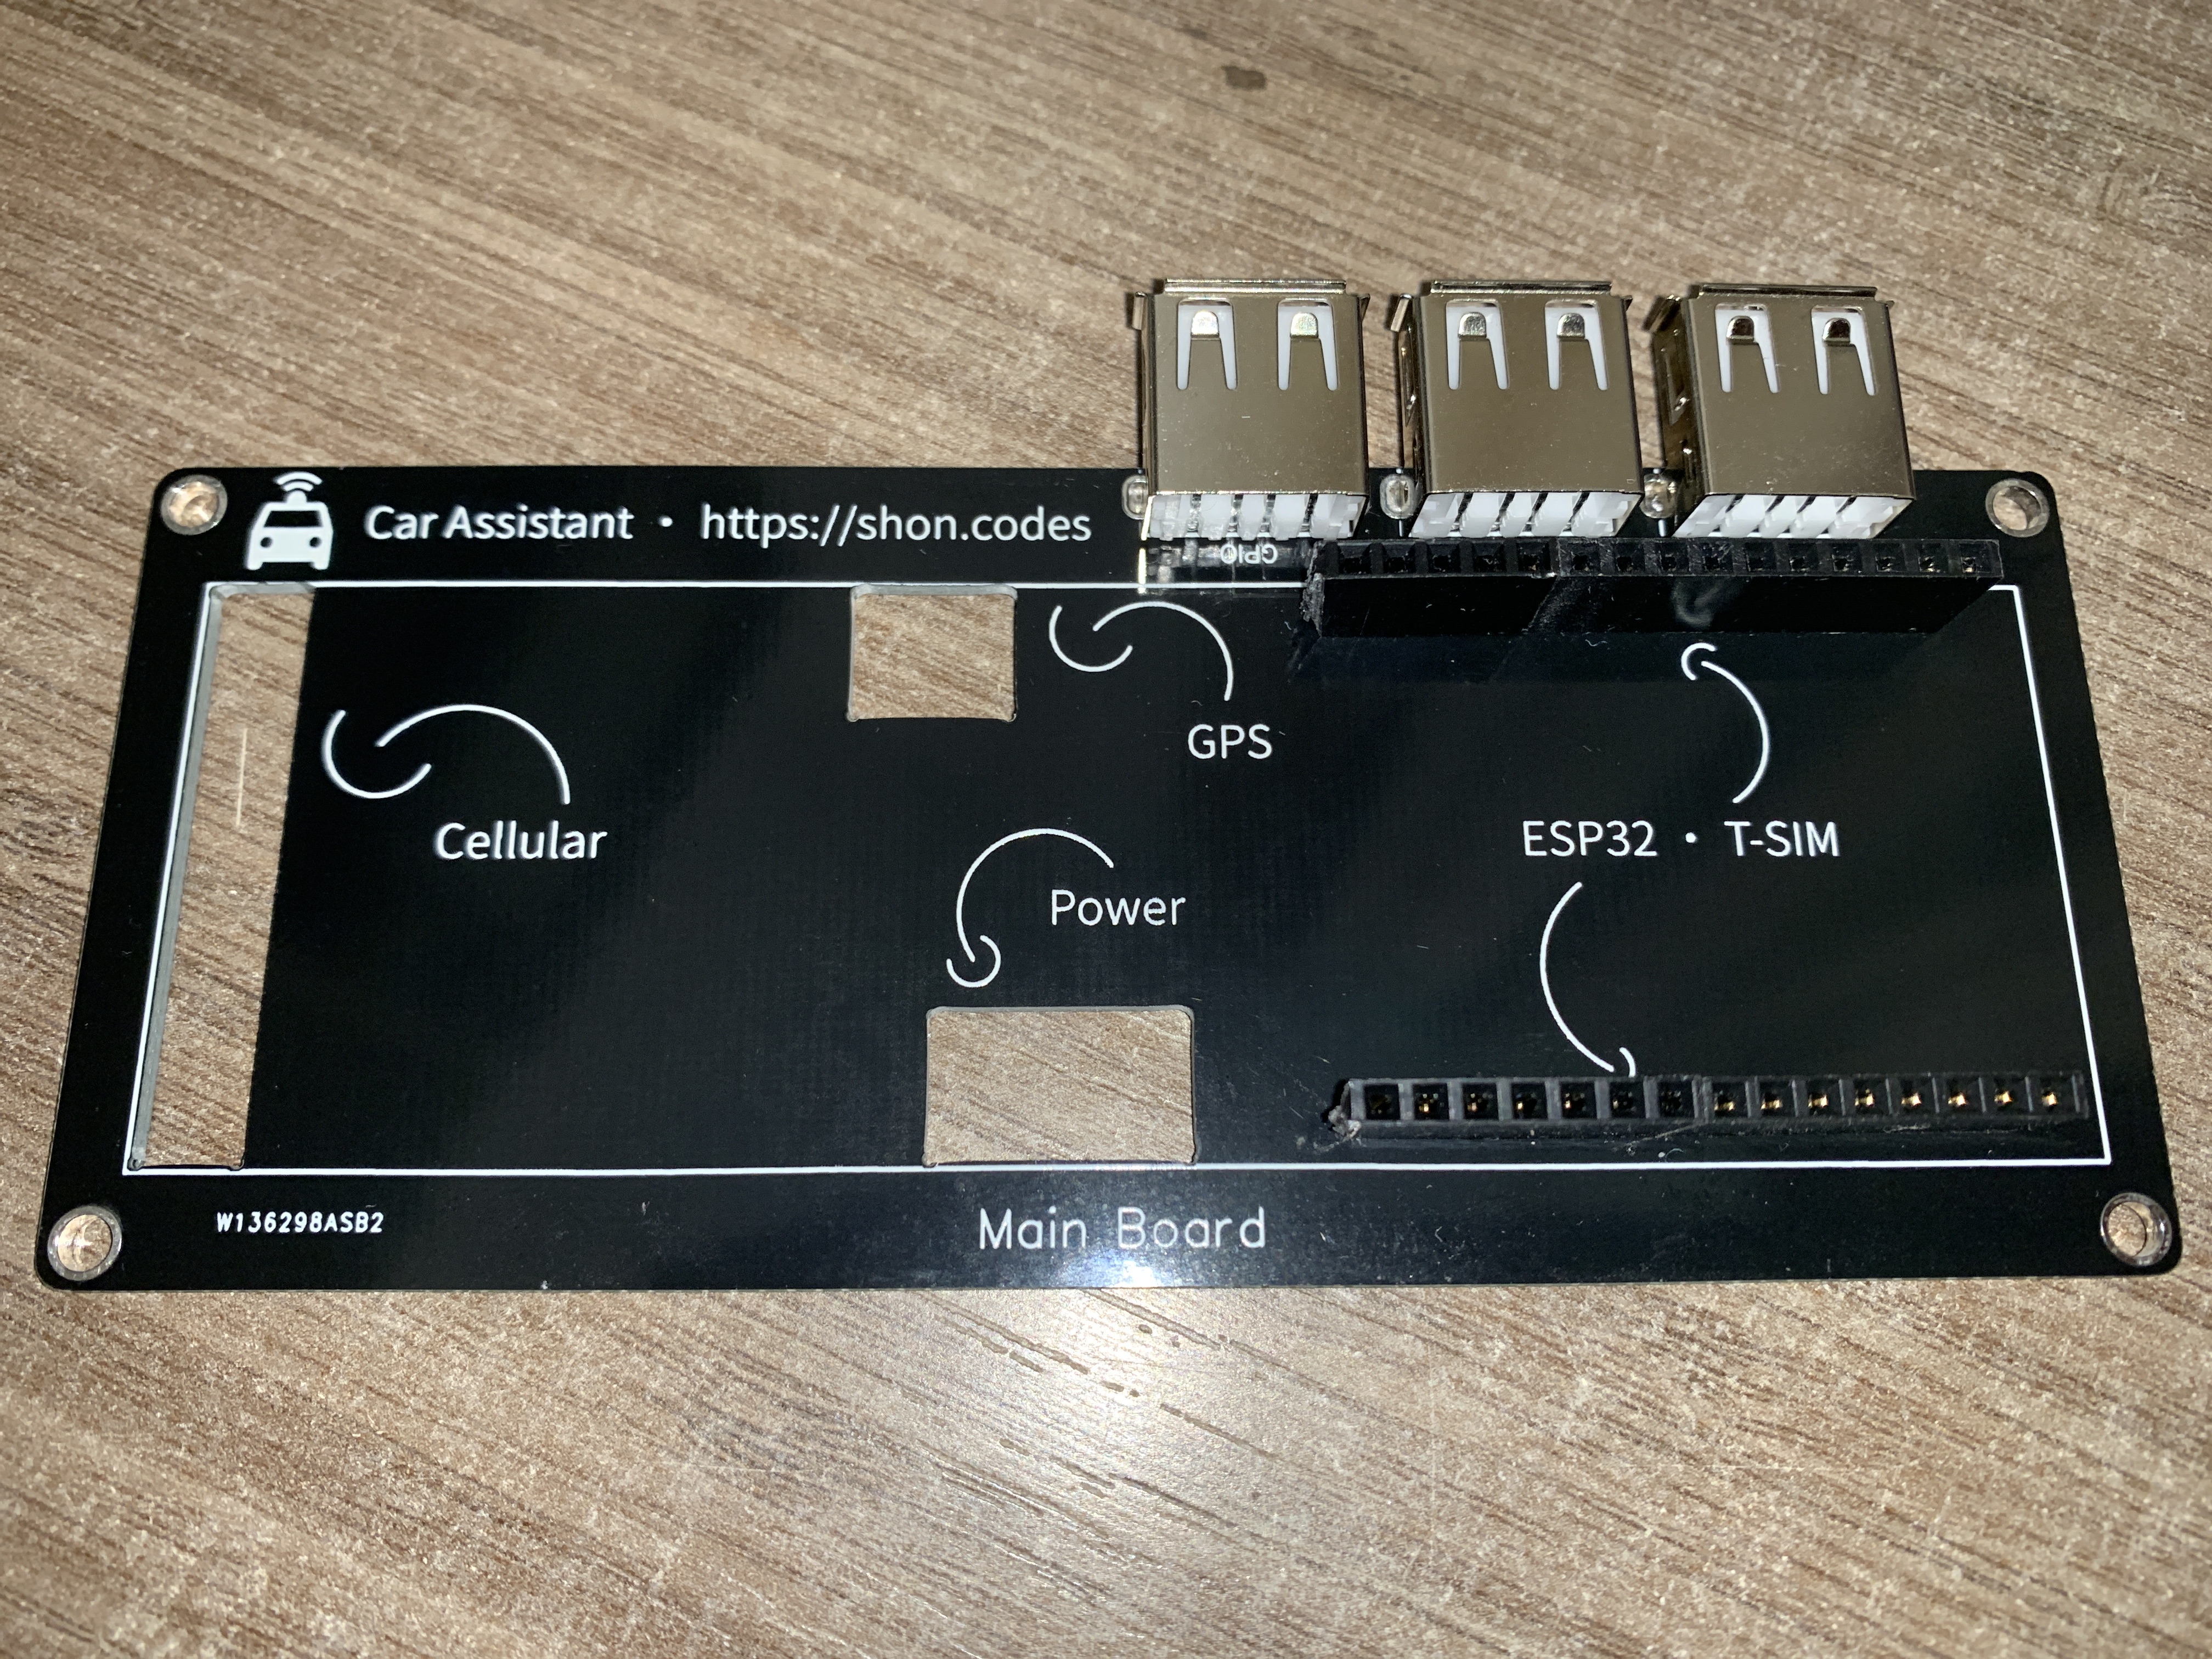 Car Assistant • https://shon.codes
GPIO
GPS
Cellular
ESP32 • T-SIM
Power
W136298ASB2
Main Board